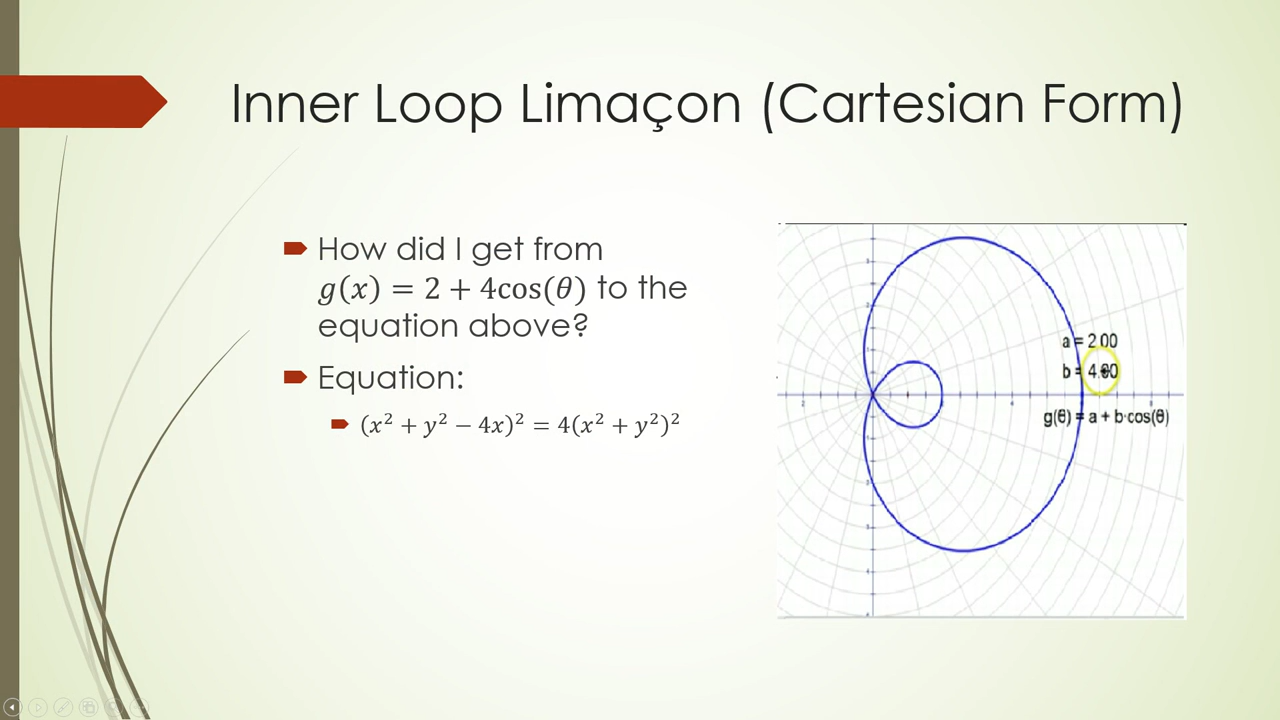 Inner Loop Limaçon (Cartesian Form)
How did I get from
g(x) = 2 + 4cos(θ) to the
equation above?
Equation:
(x² + y² − 4x)² = 4(x² + y²)²
a = 2.00
b = 4.00
g(θ) = a + b·cos(θ)